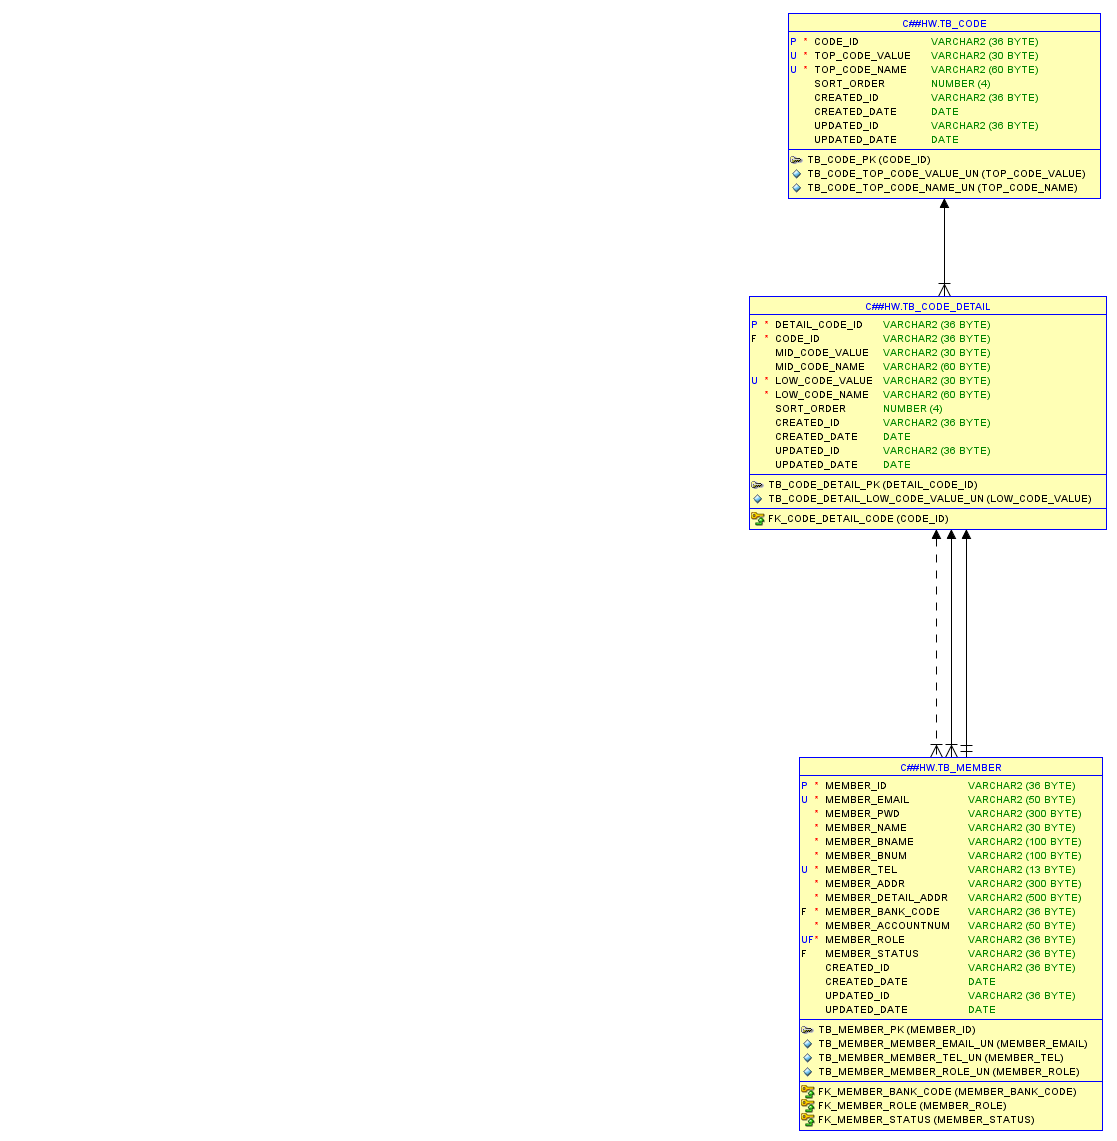 C##HW.TB_CODE
P * CODE_ID VARCHAR2 (36 BYTE)
U * TOP_CODE_VALUE VARCHAR2 (30 BYTE)
U * TOP_CODE_NAME VARCHAR2 (60 BYTE)
SORT_ORDER NUMBER (4)
CREATED_ID VARCHAR2 (36 BYTE)
CREATED_DATE DATE
UPDATED_ID VARCHAR2 (36 BYTE)
UPDATED_DATE DATE
TB_CODE_PK (CODE_ID)
TB_CODE_TOP_CODE_VALUE_UN (TOP_CODE_VALUE)
TB_CODE_TOP_CODE_NAME_UN (TOP_CODE_NAME)
C##HW.TB_CODE_DETAIL
P * DETAIL_CODE_ID VARCHAR2 (36 BYTE)
F * CODE_ID VARCHAR2 (36 BYTE)
MID_CODE_VALUE VARCHAR2 (30 BYTE)
MID_CODE_NAME VARCHAR2 (60 BYTE)
U * LOW_CODE_VALUE VARCHAR2 (30 BYTE)
* LOW_CODE_NAME VARCHAR2 (60 BYTE)
SORT_ORDER NUMBER (4)
CREATED_ID VARCHAR2 (36 BYTE)
CREATED_DATE DATE
UPDATED_ID VARCHAR2 (36 BYTE)
UPDATED_DATE DATE
TB_CODE_DETAIL_PK (DETAIL_CODE_ID)
TB_CODE_DETAIL_LOW_CODE_VALUE_UN (LOW_CODE_VALUE)
FK_CODE_DETAIL_CODE (CODE_ID)
C##HW.TB_MEMBER
P * MEMBER_ID VARCHAR2 (36 BYTE)
U * MEMBER_EMAIL VARCHAR2 (50 BYTE)
* MEMBER_PWD VARCHAR2 (300 BYTE)
* MEMBER_NAME VARCHAR2 (30 BYTE)
* MEMBER_BNAME VARCHAR2 (100 BYTE)
* MEMBER_BNUM VARCHAR2 (100 BYTE)
U * MEMBER_TEL VARCHAR2 (13 BYTE)
* MEMBER_ADDR VARCHAR2 (300 BYTE)
* MEMBER_DETAIL_ADDR VARCHAR2 (500 BYTE)
F * MEMBER_BANK_CODE VARCHAR2 (36 BYTE)
* MEMBER_ACCOUNTNUM VARCHAR2 (50 BYTE)
UF* MEMBER_ROLE VARCHAR2 (36 BYTE)
F MEMBER_STATUS VARCHAR2 (36 BYTE)
CREATED_ID VARCHAR2 (36 BYTE)
CREATED_DATE DATE
UPDATED_ID VARCHAR2 (36 BYTE)
UPDATED_DATE DATE
TB_MEMBER_PK (MEMBER_ID)
TB_MEMBER_MEMBER_EMAIL_UN (MEMBER_EMAIL)
TB_MEMBER_MEMBER_TEL_UN (MEMBER_TEL)
TB_MEMBER_MEMBER_ROLE_UN (MEMBER_ROLE)
FK_MEMBER_BANK_CODE (MEMBER_BANK_CODE)
FK_MEMBER_ROLE (MEMBER_ROLE)
FK_MEMBER_STATUS (MEMBER_STATUS)